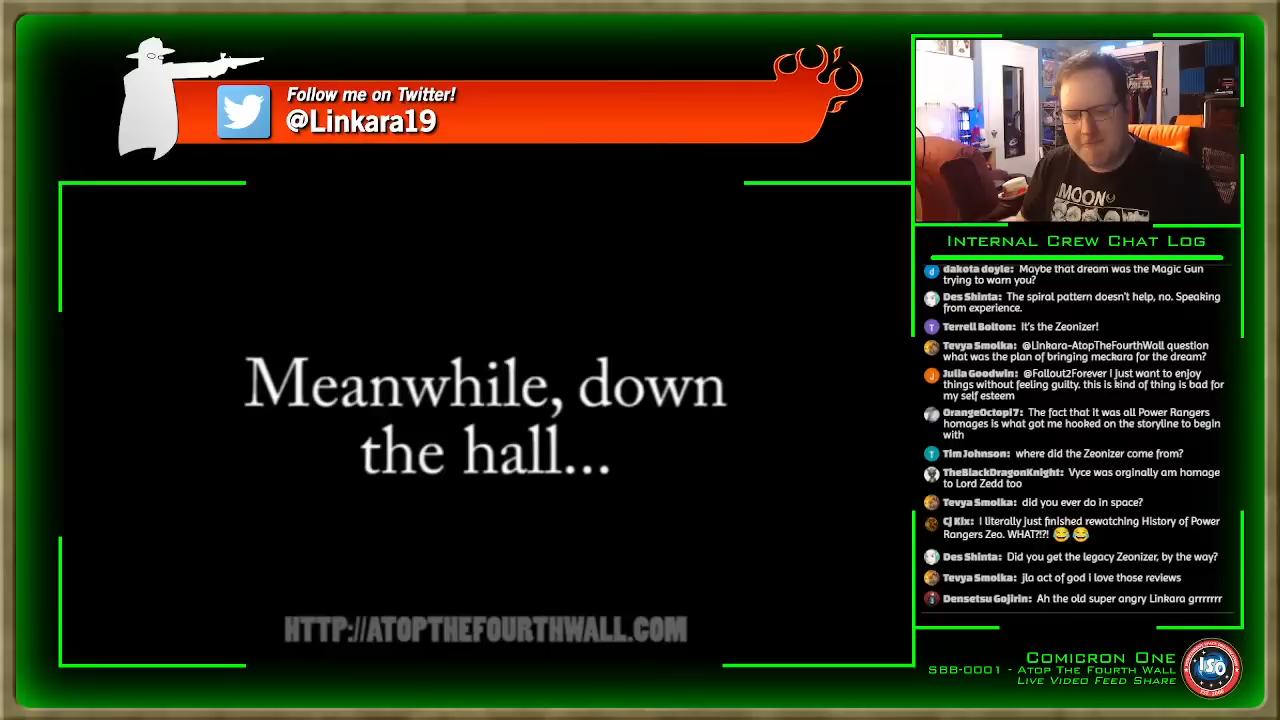 Follow me on Twitter!
@Linkara19
Meanwhile, down
the hall...
HTTP://ATOPTHEFOURTHWALL.COM
MOON
INTERNAL CREW CHAT LOG
dakota doyle: Maybe that dream was the Magic Gun
trying to warn you?
Des Shinta: The spiral pattern doesn't help, no. Speaking
from experience.
Terrell Bolton: It's the Zeonizer!
Tevya Smolka: @Linkara-AtopTheFourthWall question
what was the plan of bringing meckara for the dream?
Julia Goodwin: @Fallout2Forever I just want to enjoy
things without feeling guilty. this is kind of thing is bad for
my self esteem
OrangeOctopi7: The fact that it was all Power Rangers
homages is what got me hooked on the storyline to begin
with
Tim Johnson: where did the Zeonizer come from?
TheBlackDragonKnight: Vyce was orginally am homage
to Lord Zedd too
Tevya Smolka: did you ever do in space?
Cj Kix: I literally just finished rewatching History of Power
Rangers Zeo. WHAT?!?! 😂 😂
Des Shinta: Did you get the legacy Zeonizer, by the way?
Tevya Smolka: jla act of god i love those reviews
Densetsu Gojirin: Ah the old super angry Linkara grrrrrrr
COMICRON ONE
SBB-0001 - ATOP THE FOURTH WALL
LIVE VIDEO FEED SHARE
ISO